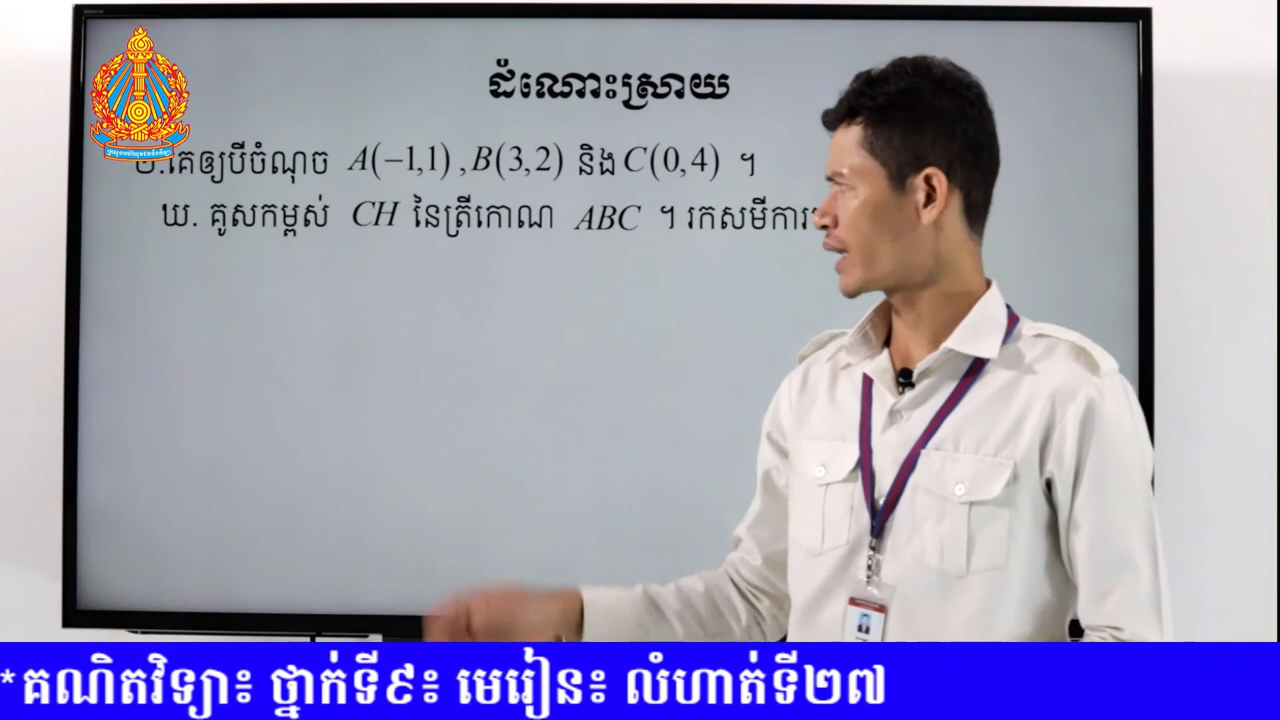 ដំណោះស្រាយ
គេឲ្យបីចំណុច A(−1,1) , B(3,2) និង C(0,4) ។
ឃ. គូសកម្ពស់ CH នៃត្រីកោណ ABC ។ រកសមីការ
*គណិតវិទ្យា៖ ថ្នាក់ទី៩៖ មេរៀន៖ លំហាត់ទី២៧